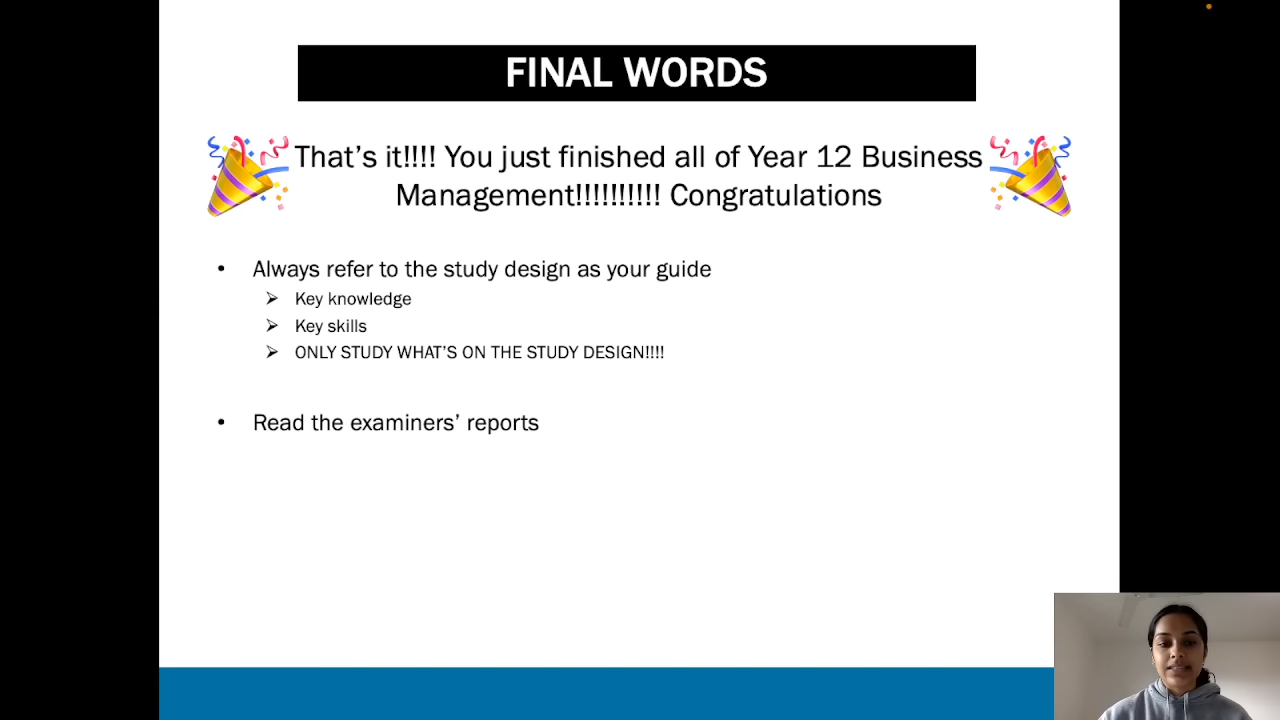 FINAL WORDS
That’s it!!!! You just finished all of Year 12 Business
Management!!!!!!!!!! Congratulations
• Always refer to the study design as your guide
➢ Key knowledge
➢ Key skills
➢ ONLY STUDY WHAT’S ON THE STUDY DESIGN!!!!
• Read the examiners’ reports